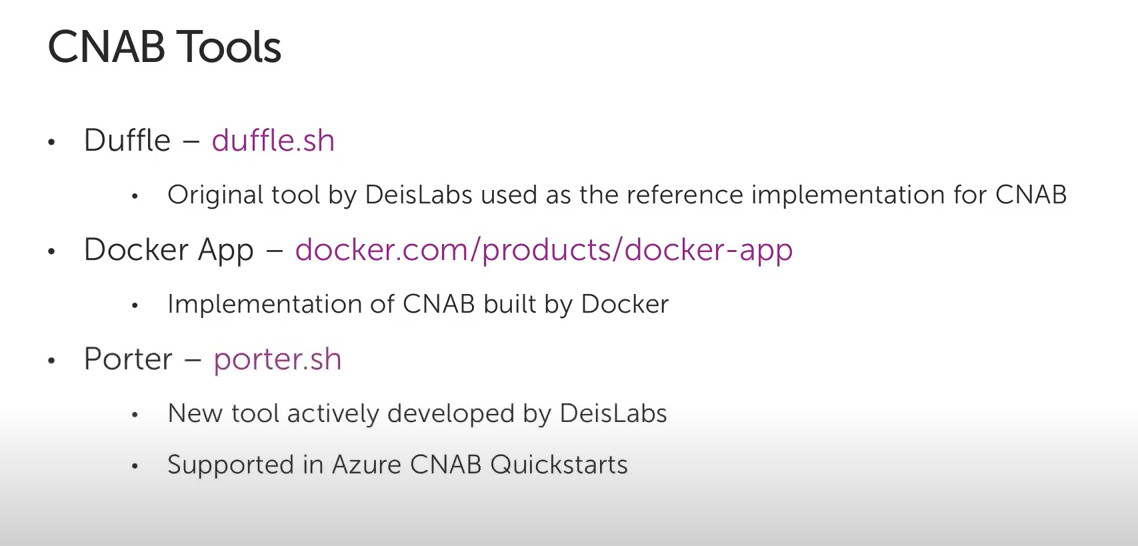 CNAB Tools
• Duffle – duffle.sh
• Original tool by DeisLabs used as the reference implementation for CNAB
• Docker App – docker.com/products/docker-app
• Implementation of CNAB built by Docker
• Porter – porter.sh
• New tool actively developed by DeisLabs
• Supported in Azure CNAB Quickstarts